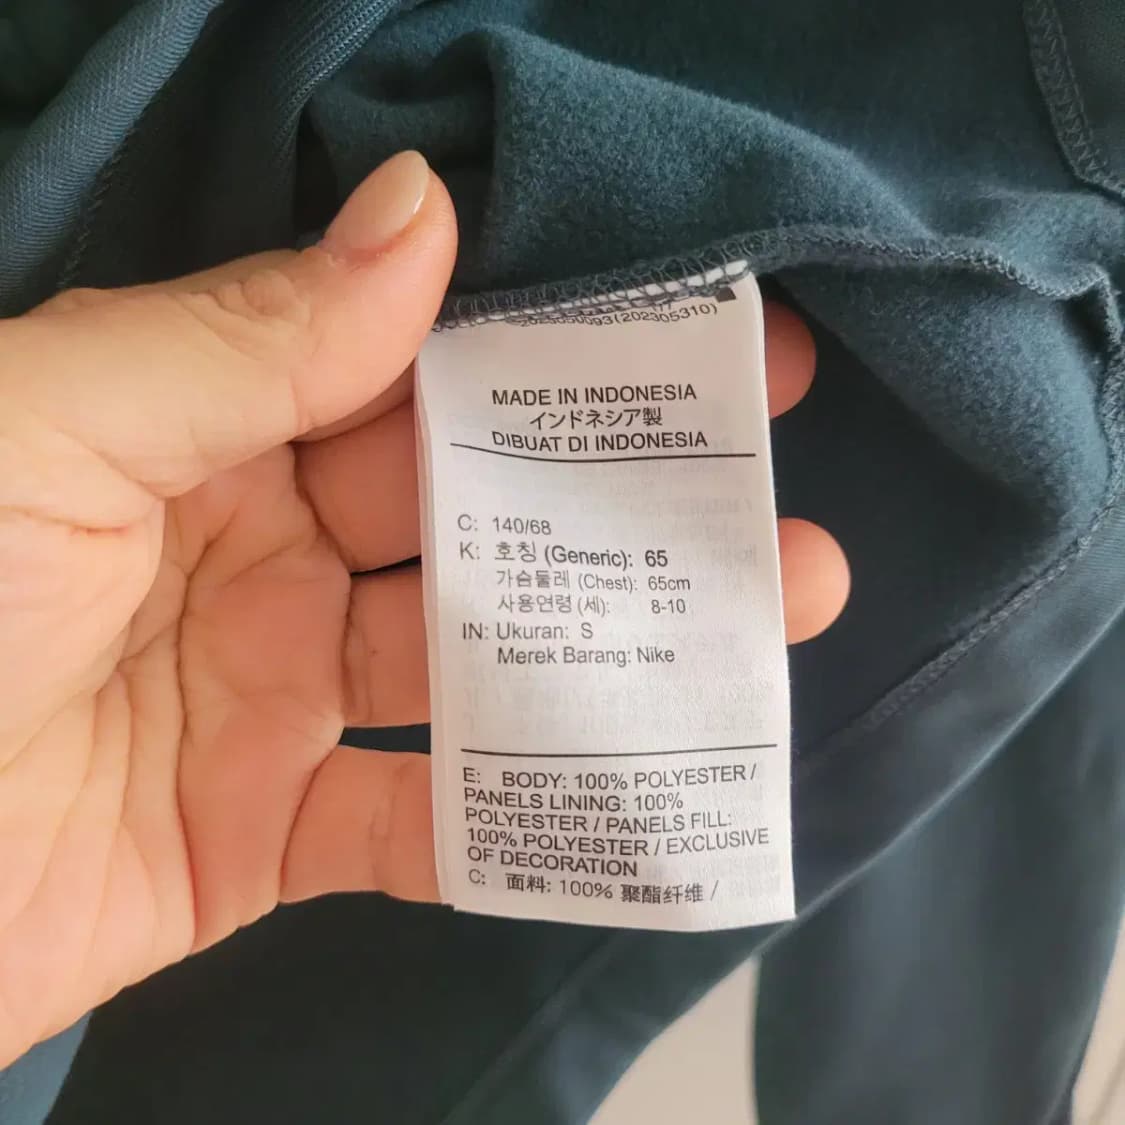 (202305310)
MADE IN INDONESIA
インドネシア製
DIBUAT DI INDONESIA
C: 140/68
K: 호칭 (Generic): 65
가슴둘레 (Chest): 65cm
사용연령 (세): 8-10
IN: Ukuran: S
Merek Barang: Nike
E: BODY: 100% POLYESTER /
PANELS LINING: 100%
POLYESTER / PANELS FILL:
100% POLYESTER / EXCLUSIVE
OF DECORATION
C: 面料: 100% 聚酯纤维 /